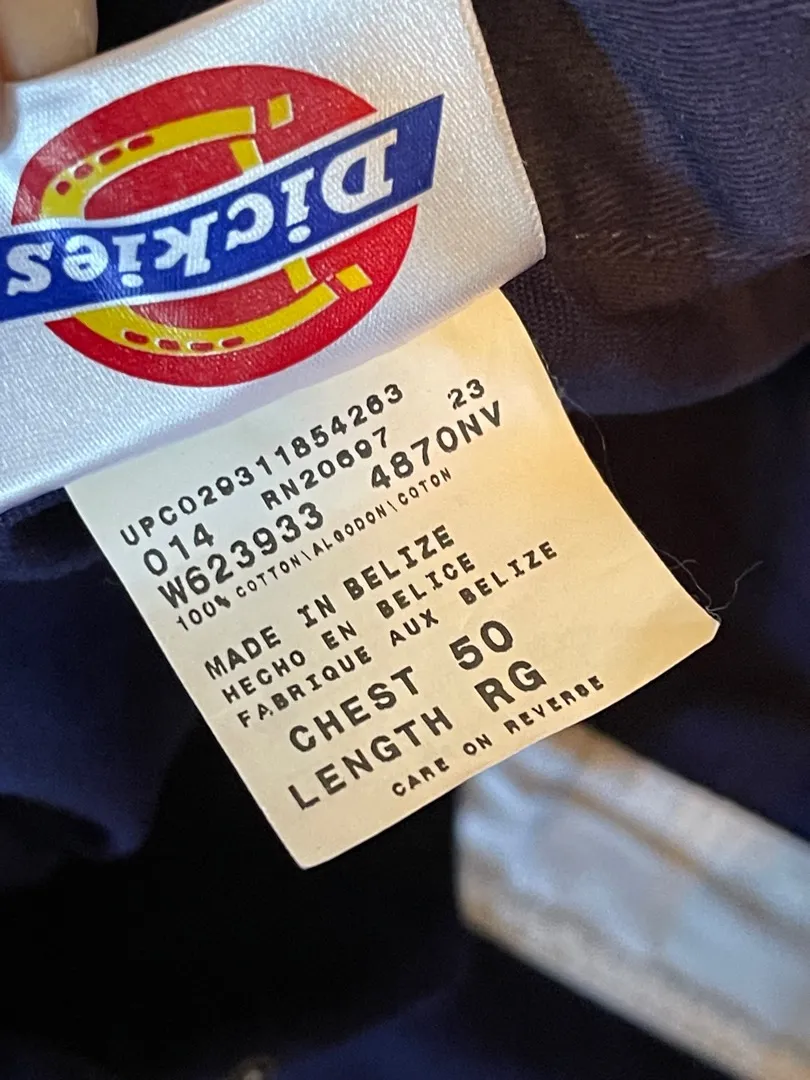 Dickies
UPC029311854263
014 RN20697 23
W623933 4870NV
100% COTTON\ALGODON\COTON
MADE IN BELIZE
HECHO EN BELICE
FABRIQUE AUX BELIZE
CHEST 50
LENGTH RG
CARE ON REVERSE